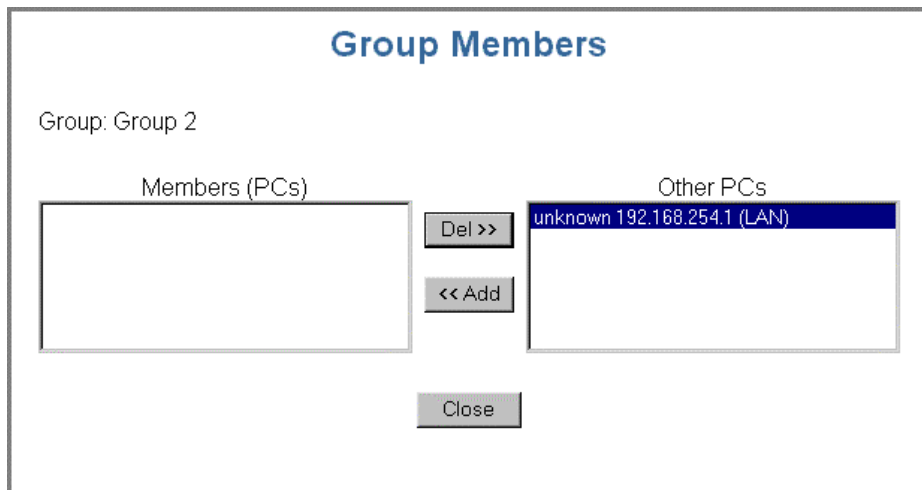 Group Members
Group: Group 2
Members (PCs)
Other PCs
Del >>
unknown 192.168.254.1 (LAN)
<< Add
Close